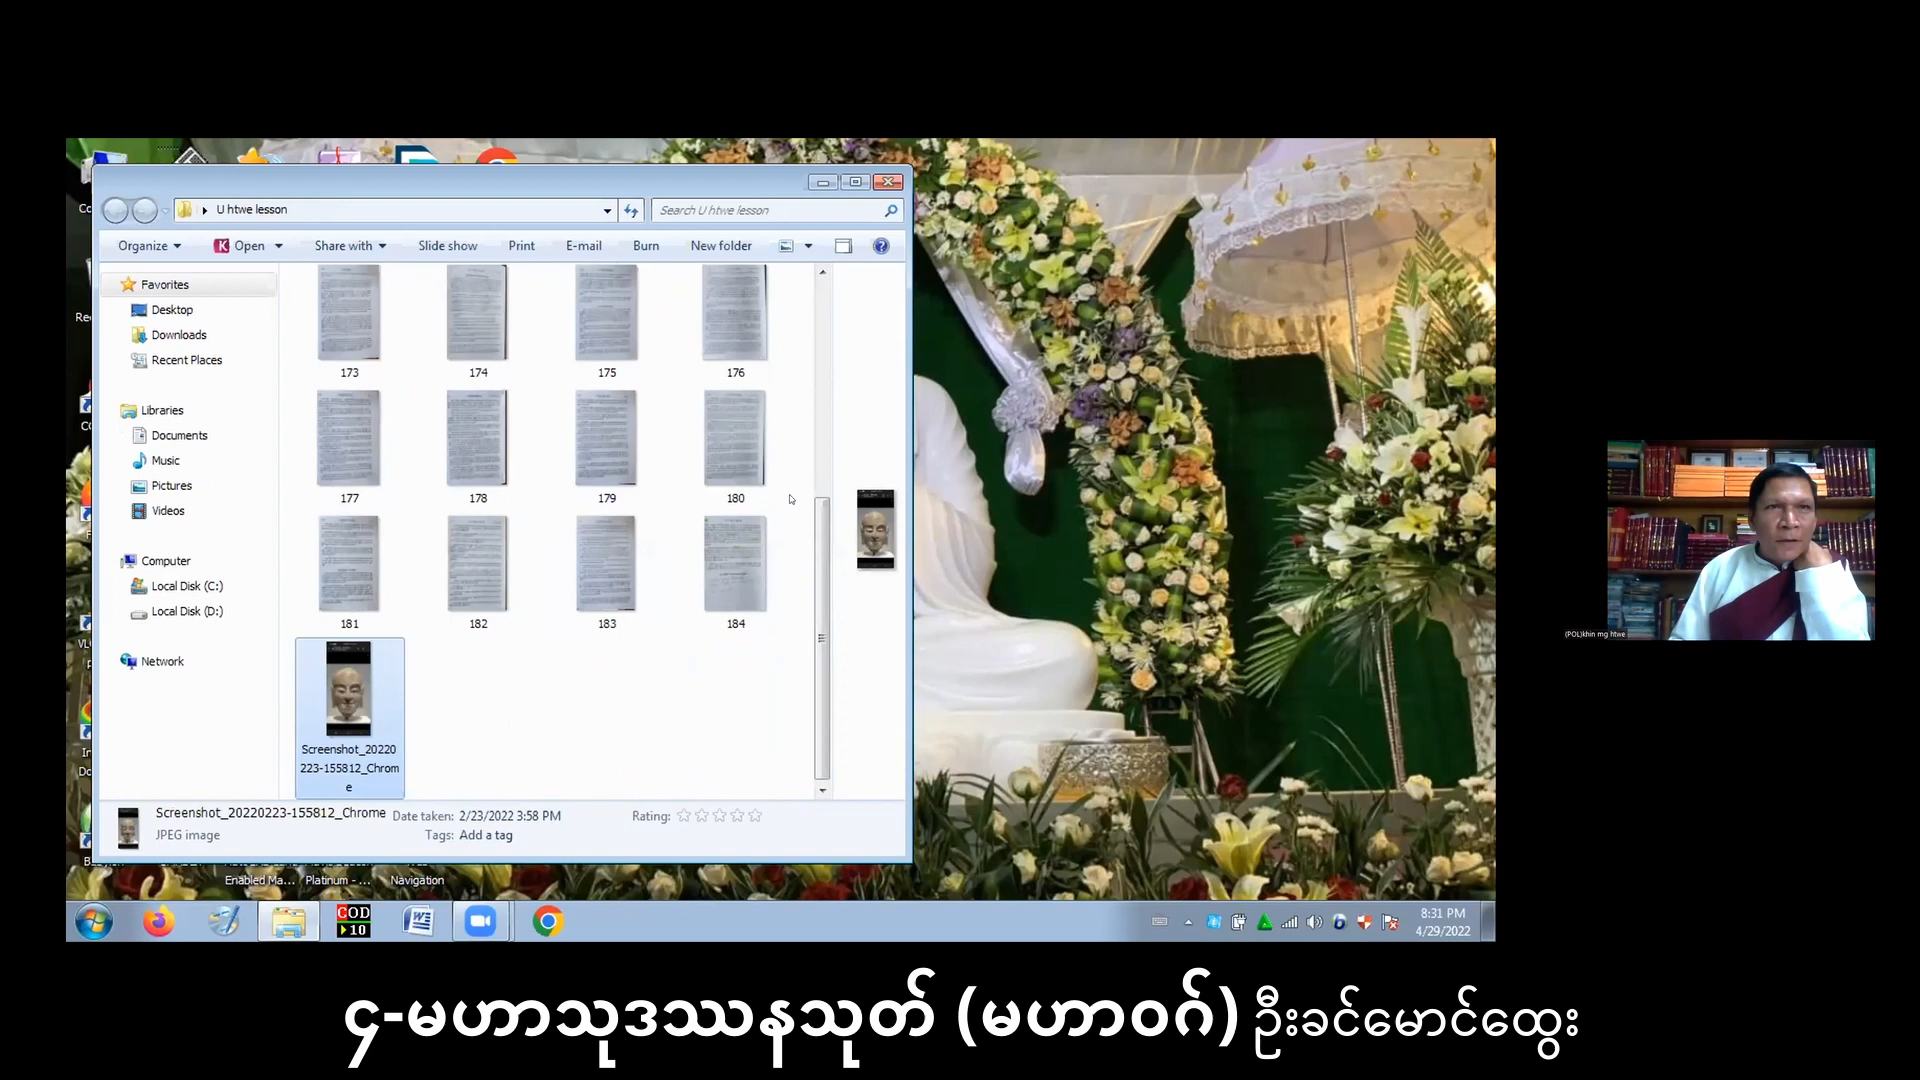 U htwe lesson
Search U htwe lesson
Organize
Open
Share with
Slide show
Print
E-mail
Burn
New folder
Favorites
Desktop
Downloads
Recent Places
Libraries
Documents
Music
Pictures
Videos
Computer
Local Disk (C:)
Local Disk (D:)
Network
173
174
175
176
177
178
179
180
181
182
183
184
Screenshot_20220
223-155812_Chrom
e
Screenshot_20220223-155812_Chrome
Date taken: 2/23/2022 3:58 PM
Rating:
JPEG image
Tags: Add a tag
Enabled Ma...
Platinum - ...
Navigation
COD
10
8:31 PM
4/29/2022
(POL)khin mg htwe
၄-မဟာသုဒဿနသုတ် (မဟာဝဂ်) ဦးခင်မောင်ထွေး